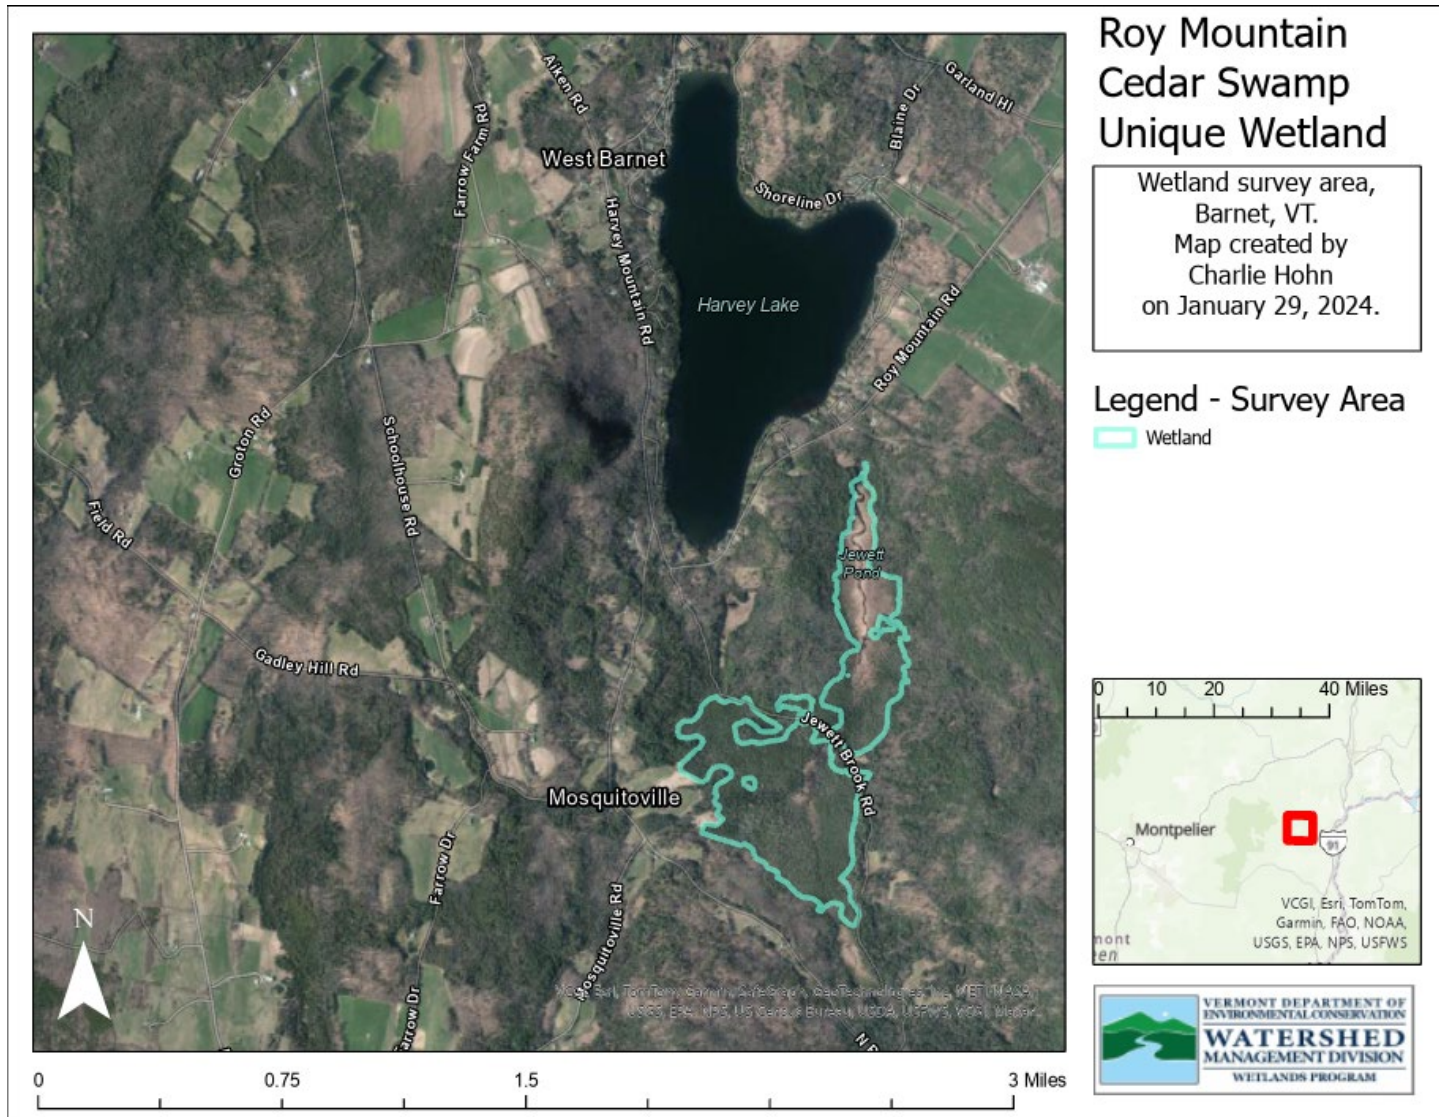 Roy Mountain
Cedar Swamp
Unique Wetland
Wetland survey area,
Barnet, VT.
Map created by
Charlie Hohn
on January 29, 2024.
Legend - Survey Area
Wetland
Aiken Rd
Garland Hl
Blaine Dr
Farrow Farm Rd
West Barnet
Shoreline Dr
Harvey Mountain Rd
Harvey Lake
Roy Mountain Rd
Groton Rd
Schoolhouse Rd
Field Rd
Jewett
Pond
Gadley Hill Rd
Jewett Brook Rd
Mosquitoville
Farrow Dr
Mosquitoville Rd
Farrow Dr
N
0 0.75 1.5 3 Miles
0 10 20 40 Miles
Montpelier
91
VCGI, Esri, TomTom,
Garmin, FAO, NOAA,
USGS, EPA, NPS, USFWS
mont
een
VERMONT DEPARTMENT OF
ENVIRONMENTAL CONSERVATION
WATERSHED
MANAGEMENT DIVISION
WETLANDS PROGRAM